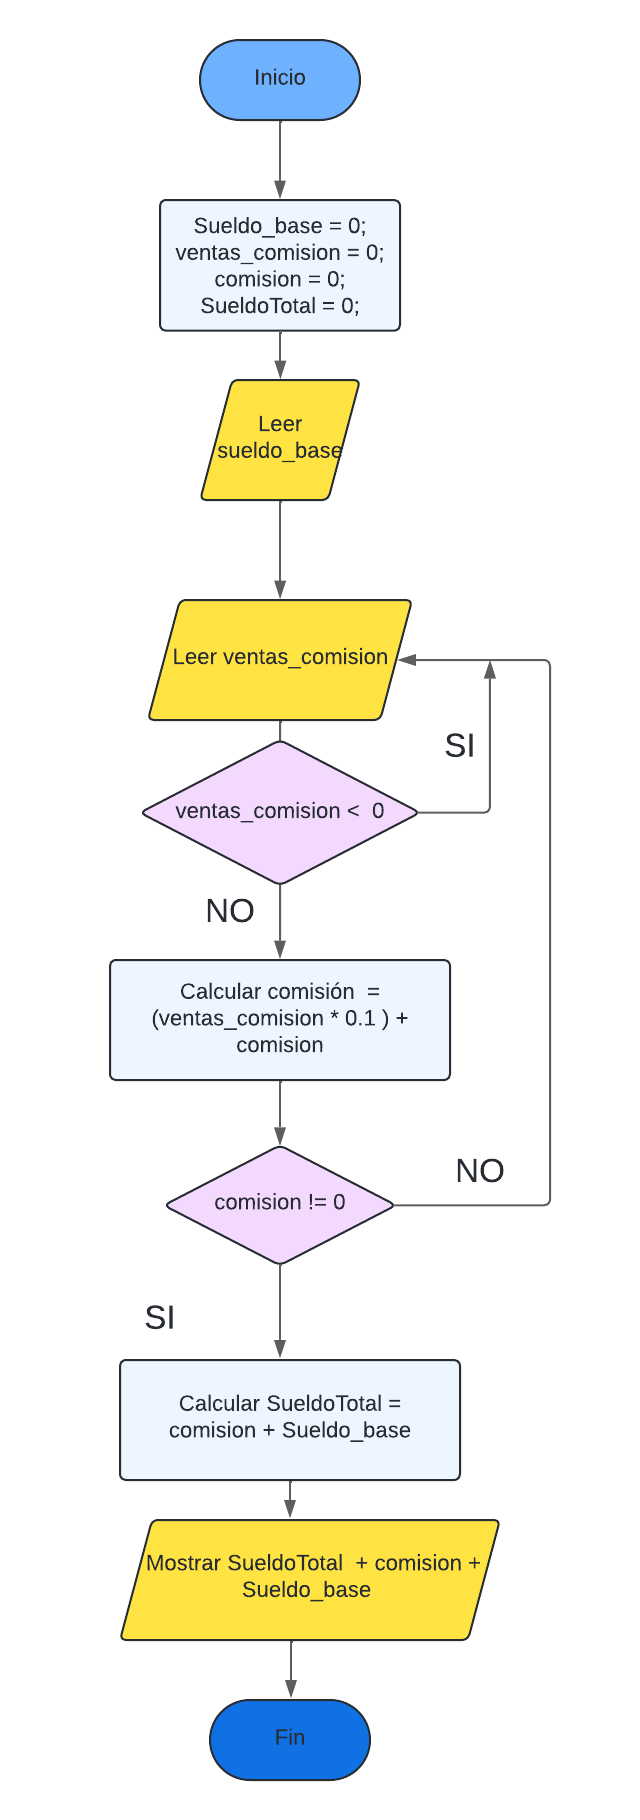 Inicio
Sueldo_base = 0;
ventas_comision = 0;
comision = 0;
SueldoTotal = 0;
Leer
sueldo_base
Leer ventas_comision
SI
ventas_comision <  0
NO
Calcular comisión  =
(ventas_comision * 0.1 ) +
comision
NO
comision != 0
SI
Calcular SueldoTotal =
comision + Sueldo_base
Mostrar SueldoTotal  + comision +
Sueldo_base
Fin